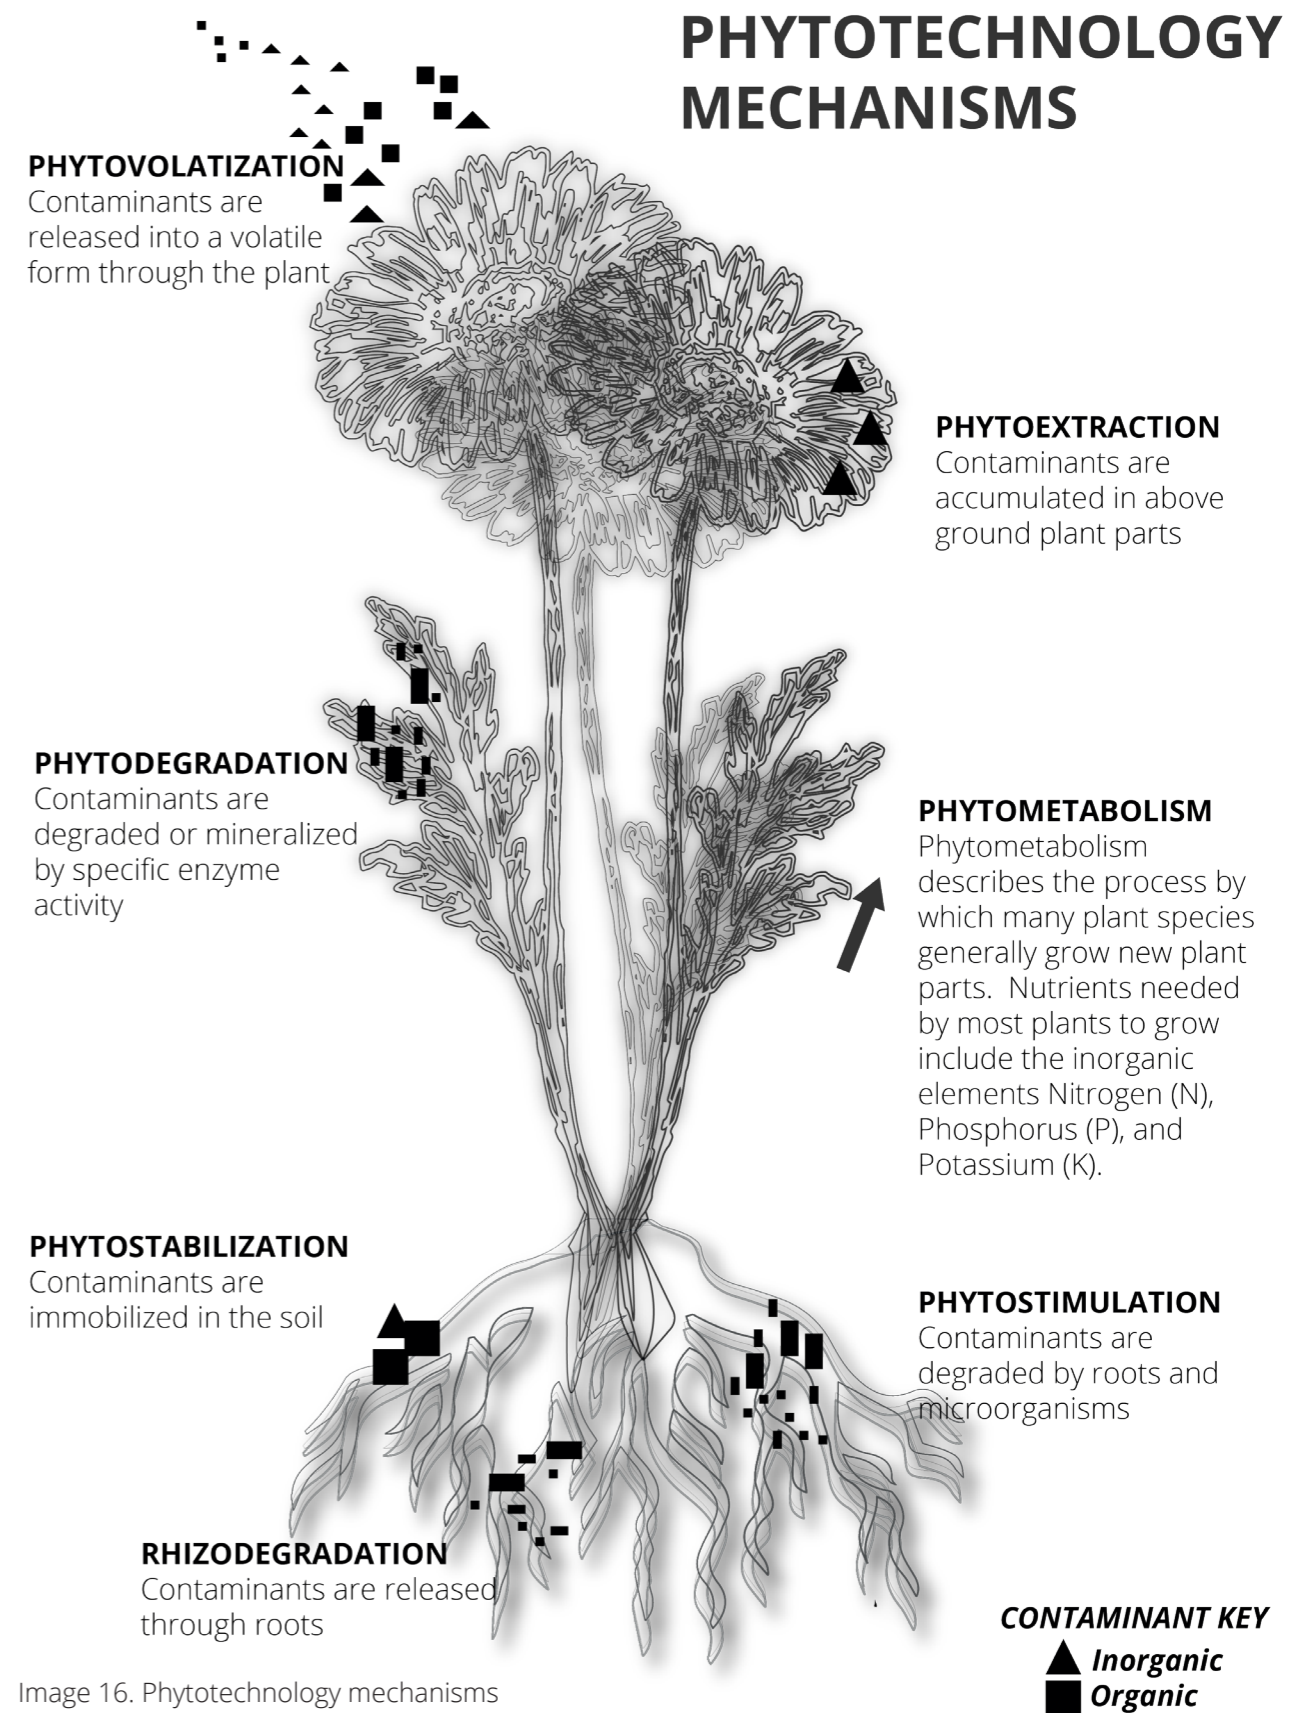 PHYTOTECHNOLOGY
MECHANISMS
PHYTOVOLATIZATION
Contaminants are
released into a volatile
form through the plant
PHYTOEXTRACTION
Contaminants are
accumulated in above
ground plant parts
PHYTODEGRADATION
Contaminants are
degraded or mineralized
by specific enzyme
activity
PHYTOMETABOLISM
Phytometabolism
describes the process by
which many plant species
generally grow new plant
parts.  Nutrients needed
by most plants to grow
include the inorganic
elements Nitrogen (N),
Phosphorus (P), and
Potassium (K).
PHYTOSTABILIZATION
Contaminants are
immobilized in the soil
PHYTOSTIMULATION
Contaminants are
degraded by roots and
microorganisms
RHIZODEGRADATION
Contaminants are released
through roots
CONTAMINANT KEY
Inorganic
Organic
Image 16. Phytotechnology mechanisms